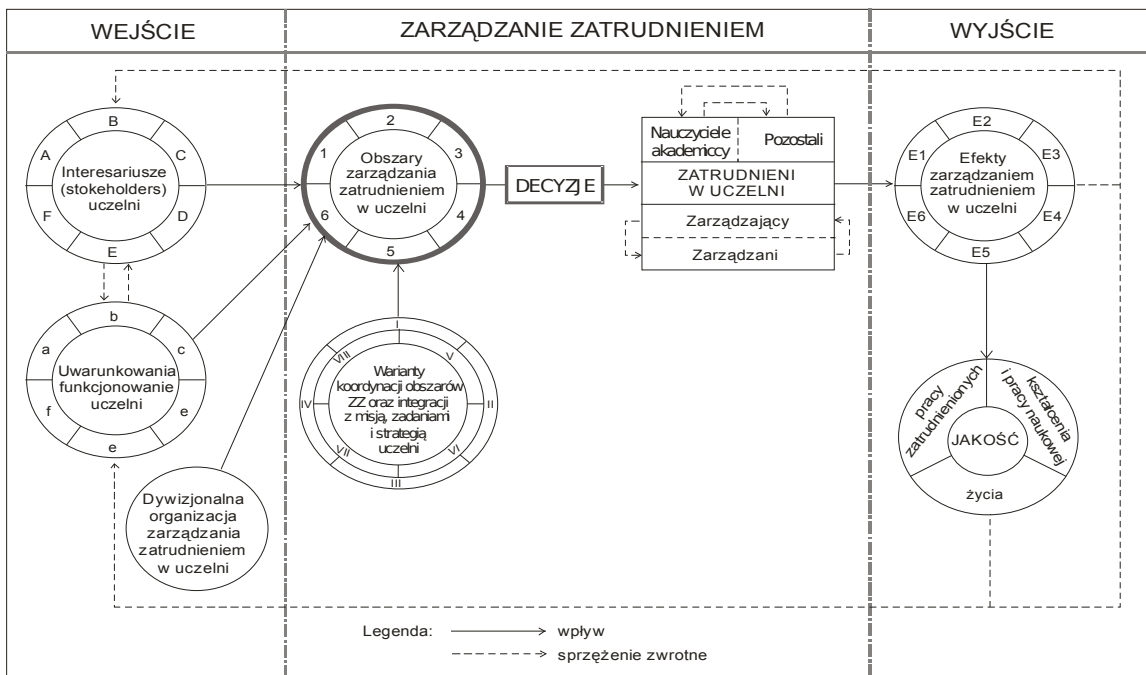 WEJŚCIE
ZARZĄDZANIE ZATRUDNIENIEM
WYJŚCIE
B
A
C
Interesariusze
(stokeholders)
uczelni
F
D
E
b
a
c
Uwarunkowania
funkcjonowanie
uczelni
f
e
e
Dywizjonalna
organizacja
zarządzania
zatrudnieniem
w uczelni
2
1
3
Obszary
zarządzania
zatrudnieniem
w uczelni
6
4
5
I
VIII
V
Warianty
koordynacji obszarów
ZZ oraz integracji
z misją, zadaniami
i strategią
uczelni
IV
II
VII
VI
III
DECYZJE
Nauczyciele
akademiccy
Pozostali
ZATRUDNIENI
W UCZELNI
Zarządzający
Zarządzani
E2
E1
E3
Efekty
zarządzaniem
zatrudnieniem
w uczelni
E6
E4
E5
pracy
zatrudnionych
kształcenia
i pracy naukowej
JAKOŚĆ
życia
Legenda:
wpływ
sprzężenie zwrotne